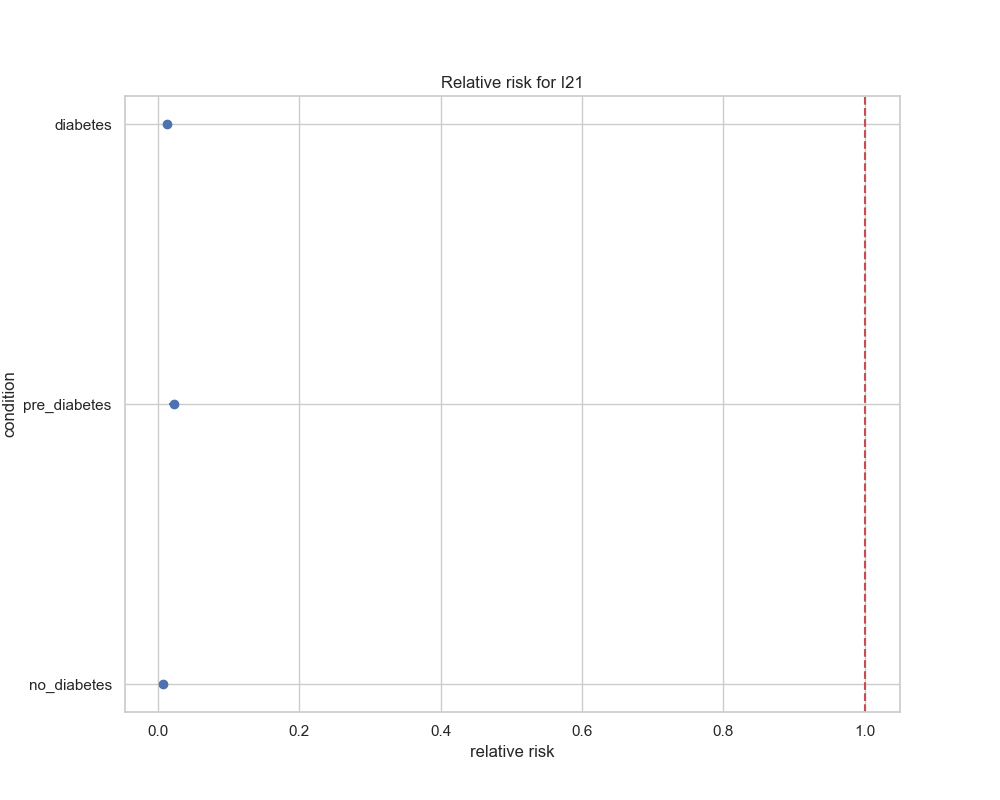 Relative risk for I21
diabetes
pre_diabetes
no_diabetes
condition
0.0 0.2 0.4 0.6 0.8 1.0
relative risk